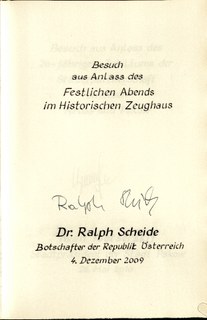 Besuch
aus Anlass des
Festlichen Abends
im Historischen Zeughaus
Ralph
Dr. Ralph Scheide
Botschafter der Republik Österreich
4. Dezember 2009